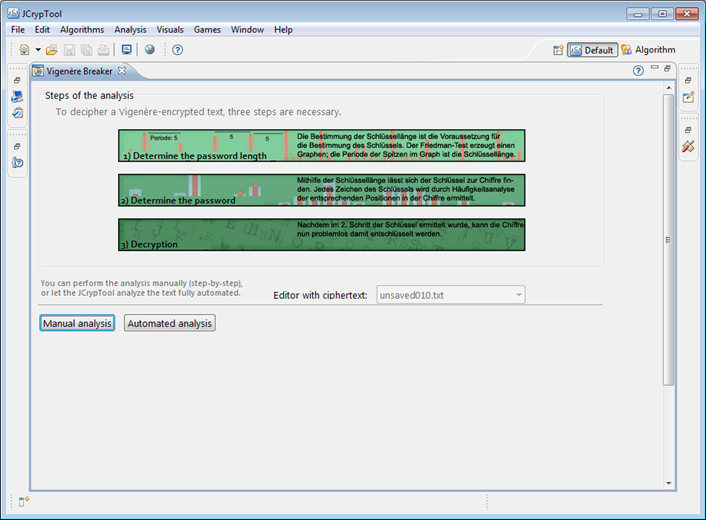 JCrypTool
File Edit Algorithms Analysis Visuals Games Window Help
Default Algorithm
Vigenère Breaker
Steps of the analysis
To decipher a Vigenère-encrypted text, three steps are necessary.
Periode: 5 5 5
1) Determine the password length
Die Bestimmung der Schlüssellänge ist die Voraussetzung für
die Bestimmung des Schlüssels. Der Friedman-Test erzeugt einen
Graphen; die Periode der Spitzen im Graph ist die Schlüssellänge.
2) Determine the password
Mithilfe der Schlüssellänge lässt sich der Schlüssel zur Chiffre fin-
den. Jedes Zeichen des Schlüssels wird durch Häufigkeitsanalyse
der entsprechenden Positionen in der Chiffre ermittelt.
3) Decryption
Nachdem im 2. Schritt der Schlüssel ermittelt wurde, kann die Chiffre
nun problemlos damit entschlüsselt werden.
You can perform the analysis manually (step-by-step),
or let the JCrypTool analyze the text fully automated.
Editor with ciphertext: unsaved010.txt
Manual analysis Automated analysis